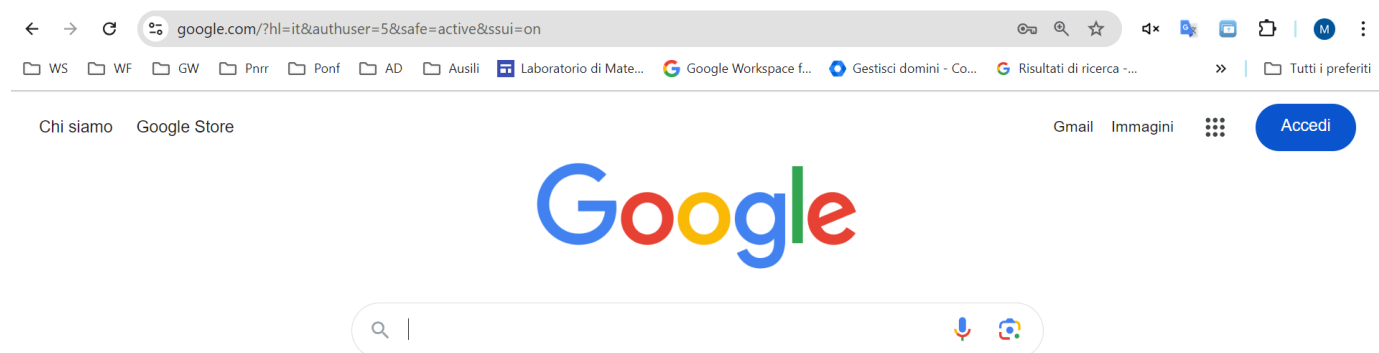 google.com/?hl=it&authuser=5&safe=active&ssui=on M
WS WF GW Pnrr Ponf AD Ausili Laboratorio di Mate... Google Workspace f... Gestisci domini - Co... Risultati di ricerca -... » Tutti i preferiti
Chi siamo Google Store Gmail Immagini Accedi
Google